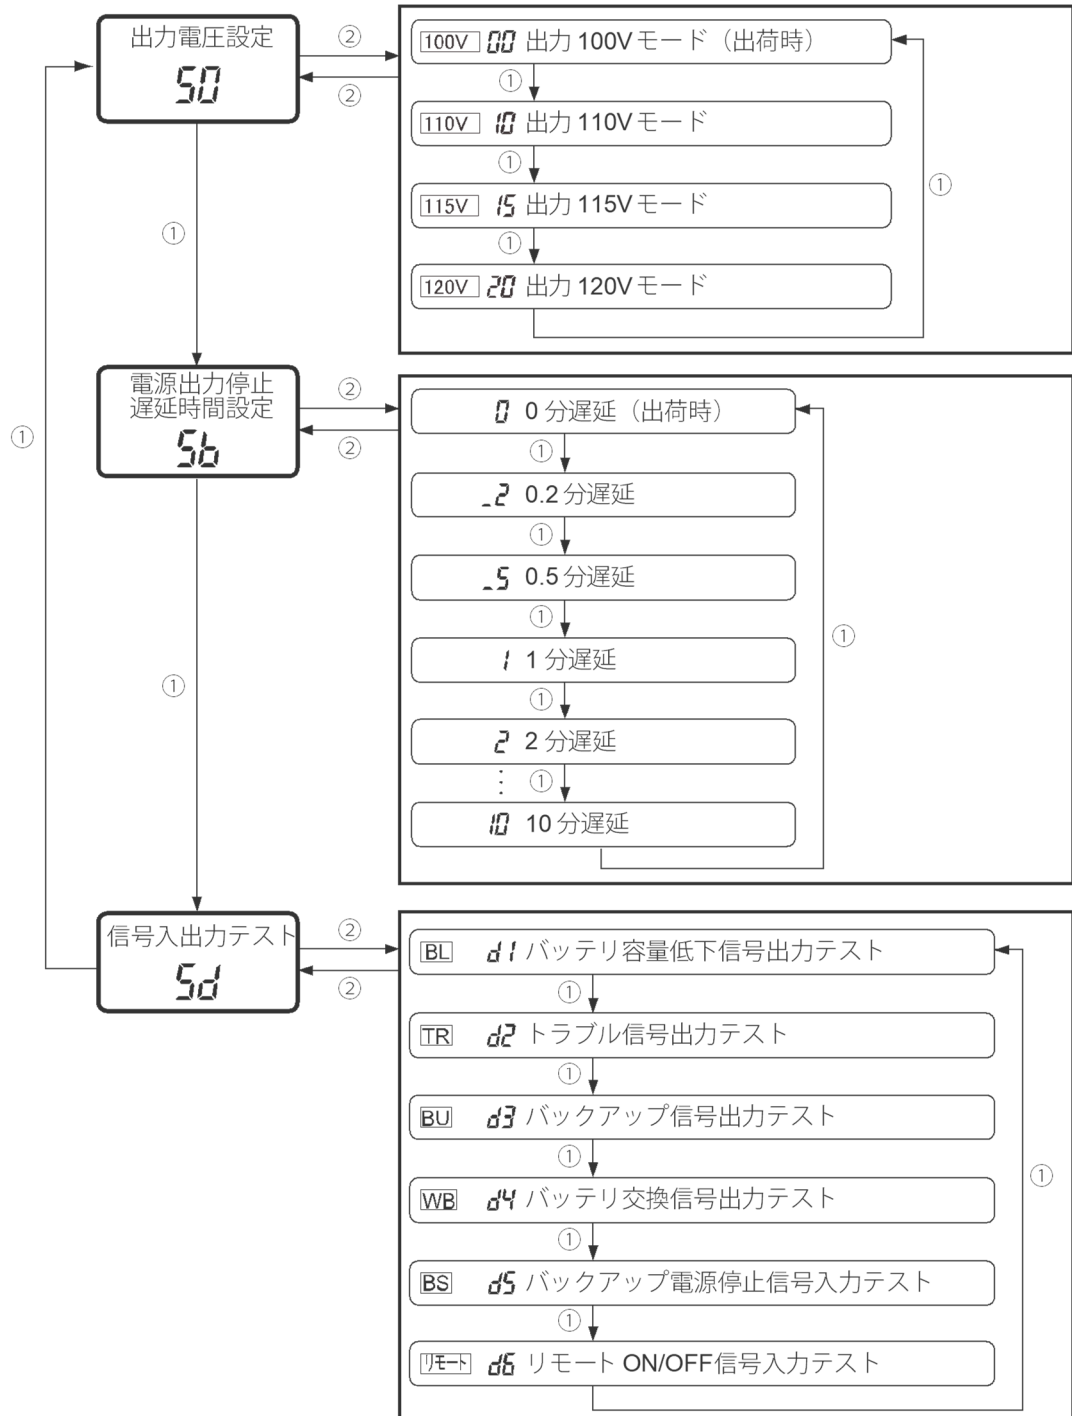 出力電圧設定
S0
②
②
100V 00 出力 100V モード（出荷時）
①
110V 10 出力 110V モード
①
115V 15 出力 115V モード
①
120V 20 出力 120V モード
①
①
電源出力停止
遅延時間設定
Sb
②
②
①
0 0 分遅延（出荷時）
①
_2 0.2 分遅延
①
_5 0.5 分遅延
①
1 1 分遅延
①
2 2 分遅延
⋮ ①
10 10 分遅延
①
①
信号入出力テスト
Sd
②
②
BL d1 バッテリ容量低下信号出力テスト
①
TR d2 トラブル信号出力テスト
①
BU d3 バックアップ信号出力テスト
①
WB d4 バッテリ交換信号出力テスト
①
BS d5 バックアップ電源停止信号入力テスト
①
リモート d6 リモート ON/OFF信号入力テスト
①